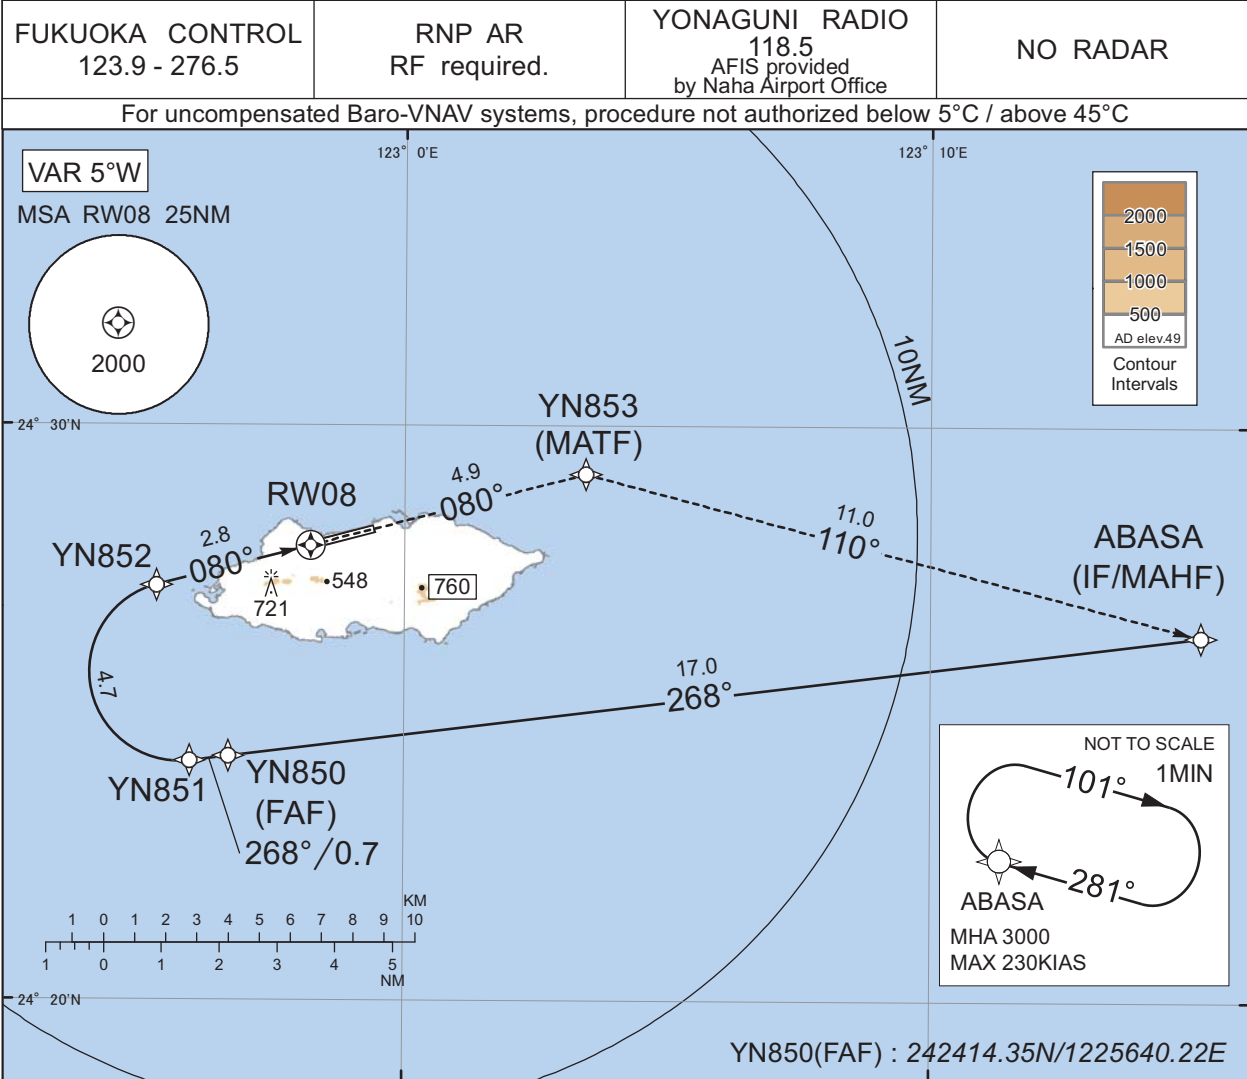 FUKUOKA CONTROL
123.9 - 276.5
RNP AR
RF required.
YONAGUNI RADIO
118.5
AFIS provided
by Naha Airport Office
NO RADAR
For uncompensated Baro-VNAV systems, procedure not authorized below 5°C / above 45°C
123° 0'E
123° 10'E
VAR 5°W
MSA RW08 25NM
2000
2000
1500
1000
500
AD elev.49
Contour
Intervals
10NM
24° 30'N
YN853
(MATF)
4.9
080°
RW08
2.8
080°
YN852
11.0
110°
ABASA
(IF/MAHF)
548
760
721
4.7
17.0
268°
YN851
YN850
(FAF)
268°/0.7
NOT TO SCALE
1MIN
101°
281°
ABASA
MHA 3000
MAX 230KIAS
KM
1 0 1 2 3 4 5 6 7 8 9 10
1 0 1 2 3 4 5
NM
24° 20'N
YN850(FAF) : 242414.35N/1225640.22E